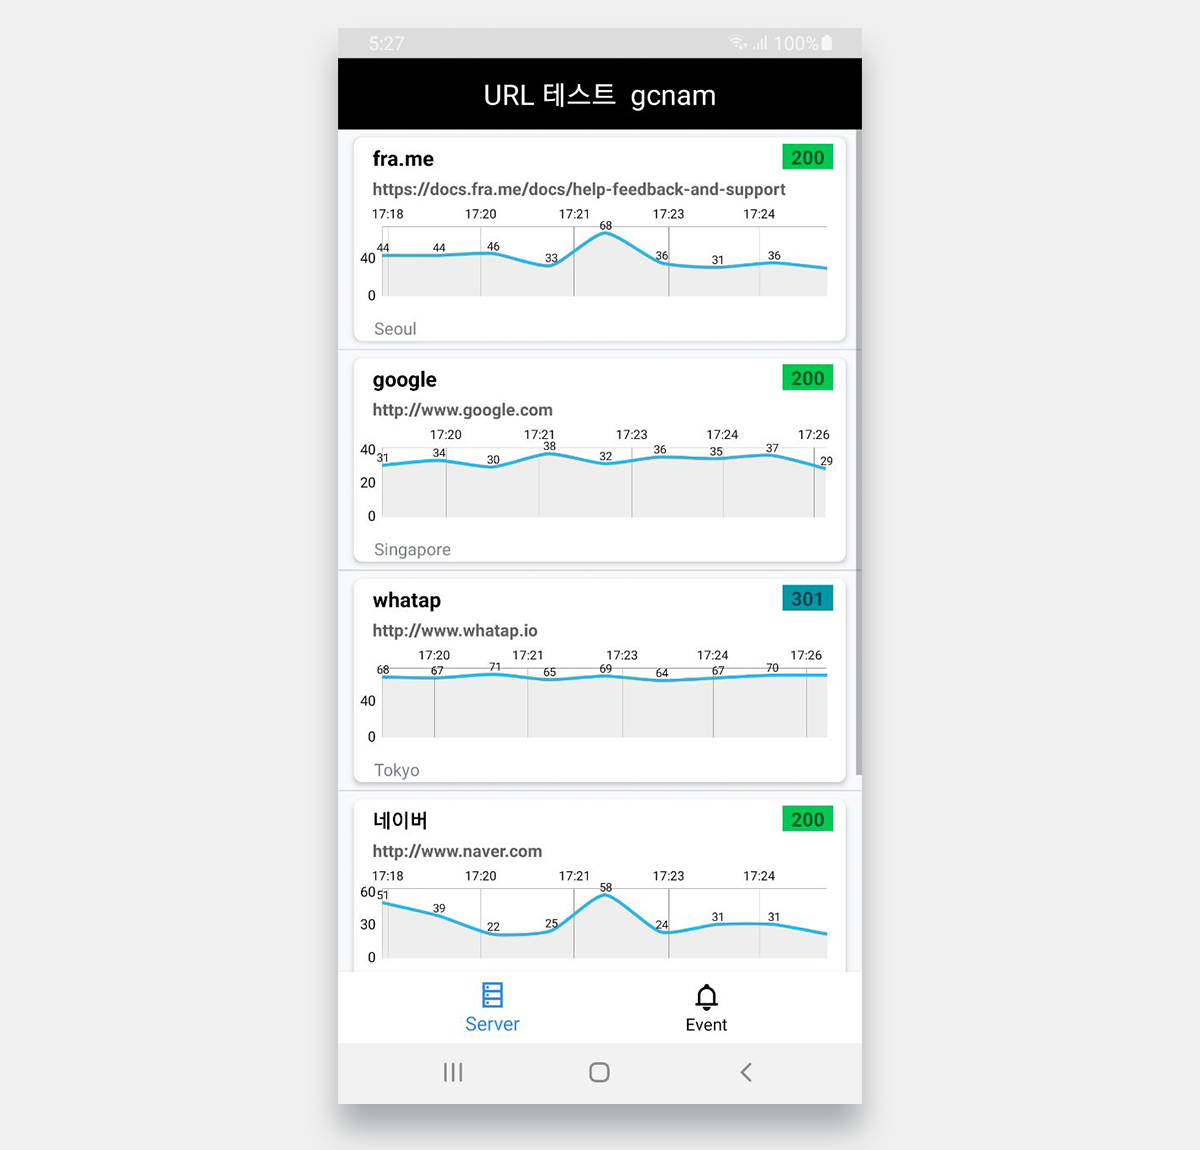 5:27 100%
URL 테스트 gcnam
fra.me 200
https://docs.fra.me/docs/help-feedback-and-support
17:18 17:20 17:21 17:23 17:24
44 44 46 33 68 36 31 36
40
0
Seoul
google 200
http://www.google.com
17:20 17:21 17:23 17:24 17:26
31 34 30 38 32 36 35 37 29
40
20
0
Singapore
whatap 301
http://www.whatap.io
17:20 17:21 17:23 17:24 17:26
68 67 71 65 69 64 67 70
40
0
Tokyo
네이버 200
http://www.naver.com
17:18 17:20 17:21 17:23 17:24
51 39 22 25 58 24 31 31
60
30
0
Server Event